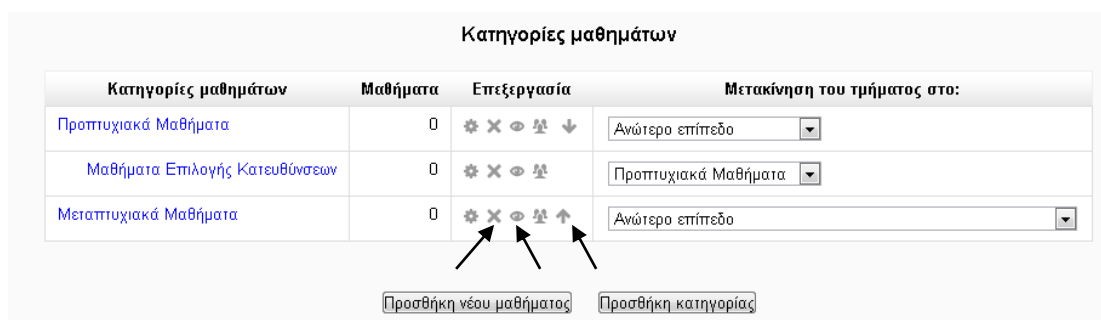 Κατηγορίες μαθημάτων
Κατηγορίες μαθημάτων Μαθήματα Επεξεργασία Μετακίνηση του τμήματος στο:
Προπτυχιακά Μαθήματα 0 Ανώτερο επίπεδο
Μαθήματα Επιλογής Κατευθύνσεων 0 Προπτυχιακά Μαθήματα
Μεταπτυχιακά Μαθήματα 0 Ανώτερο επίπεδο
Προσθήκη νέου μαθήματος Προσθήκη κατηγορίας